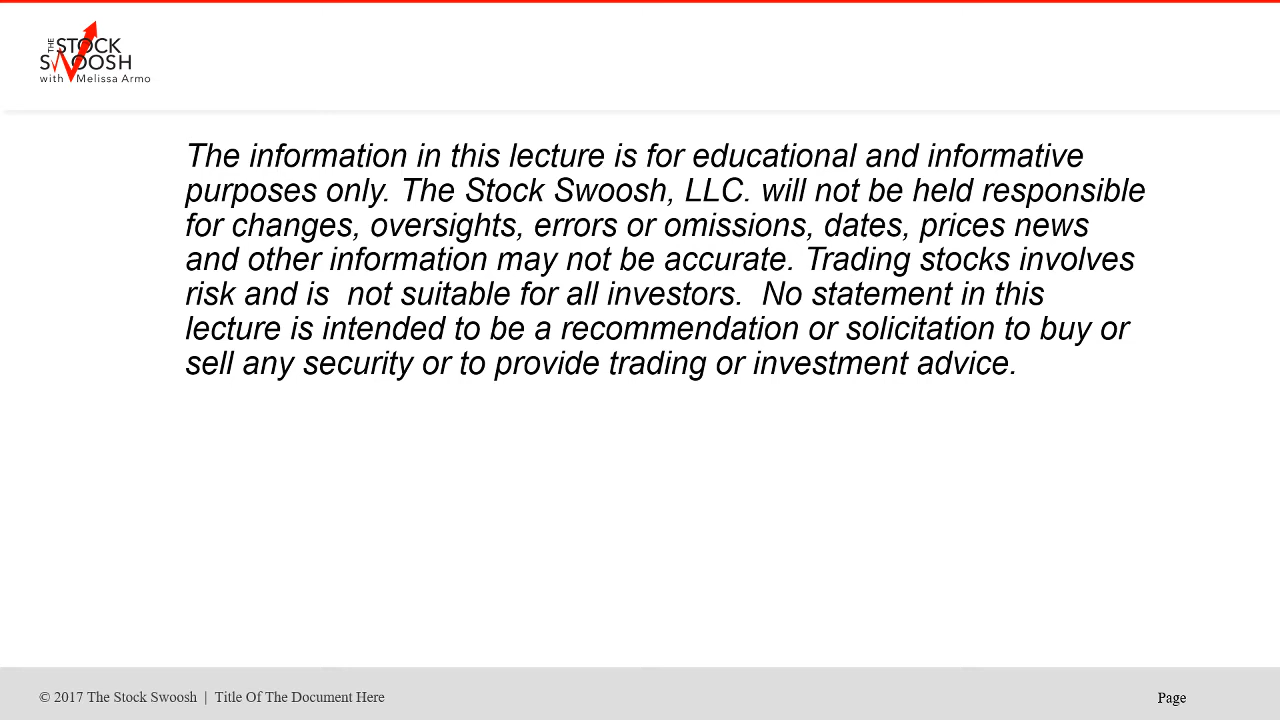 THE STOCK
SWOOSH
with Melissa Armo
The information in this lecture is for educational and informative
purposes only. The Stock Swoosh, LLC. will not be held responsible
for changes, oversights, errors or omissions, dates, prices news
and other information may not be accurate. Trading stocks involves
risk and is  not suitable for all investors.  No statement in this
lecture is intended to be a recommendation or solicitation to buy or
sell any security or to provide trading or investment advice.
© 2017 The Stock Swoosh | Title Of The Document Here
Page